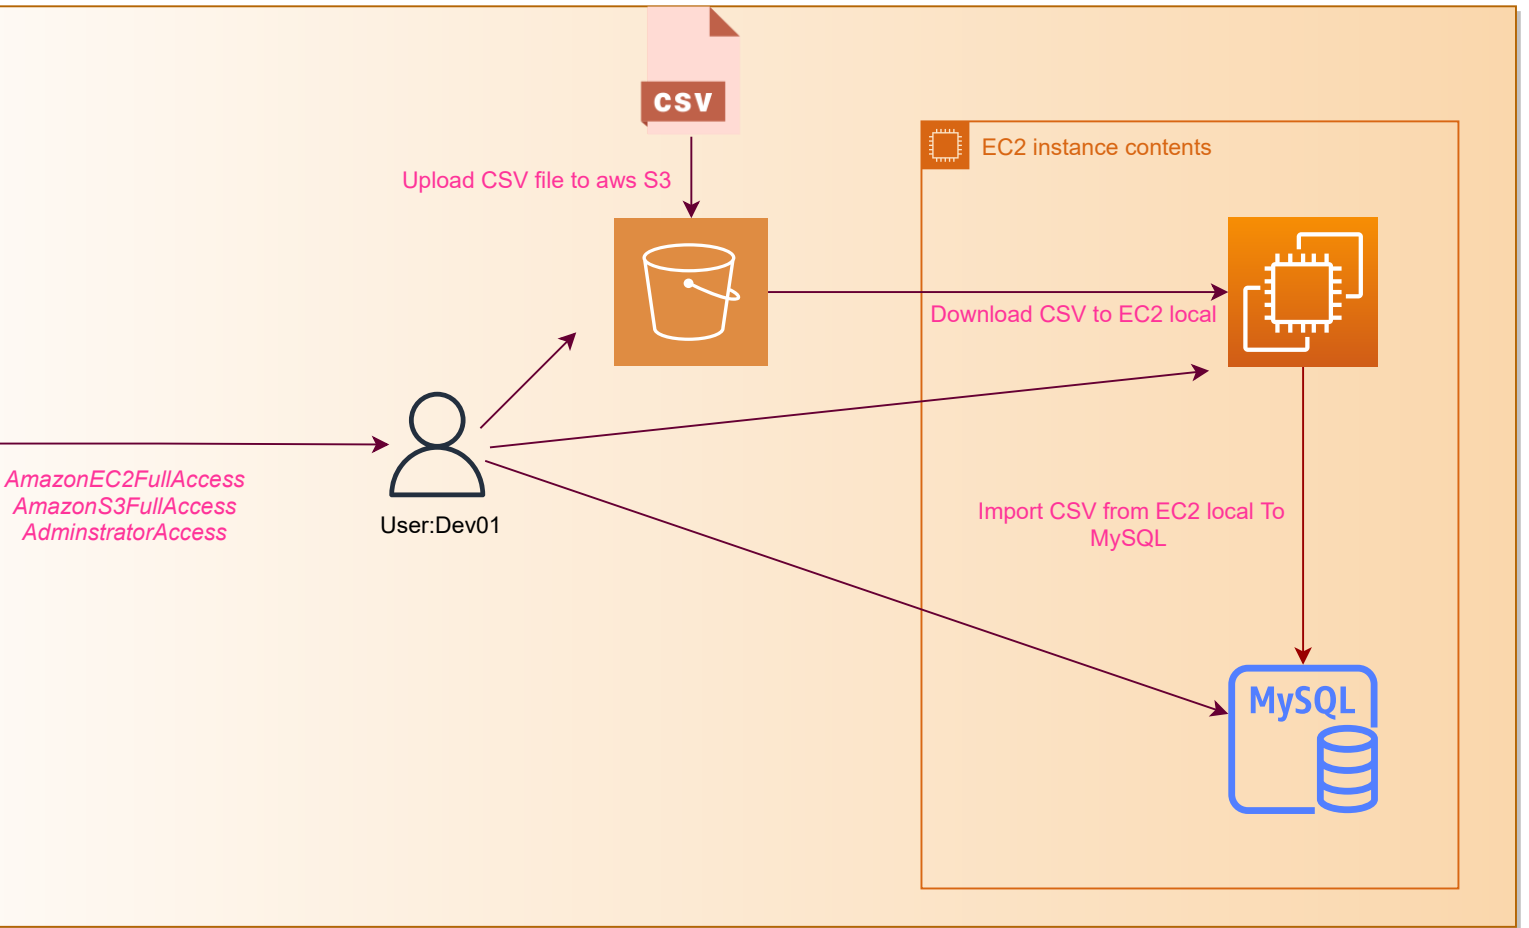 CSV
Upload CSV file to aws S3
EC2 instance contents
Download CSV to EC2 local
AmazonEC2FullAccess
AmazonS3FullAccess
AdminstratorAccess
User:Dev01
Import CSV from EC2 local To
MySQL
MySQL